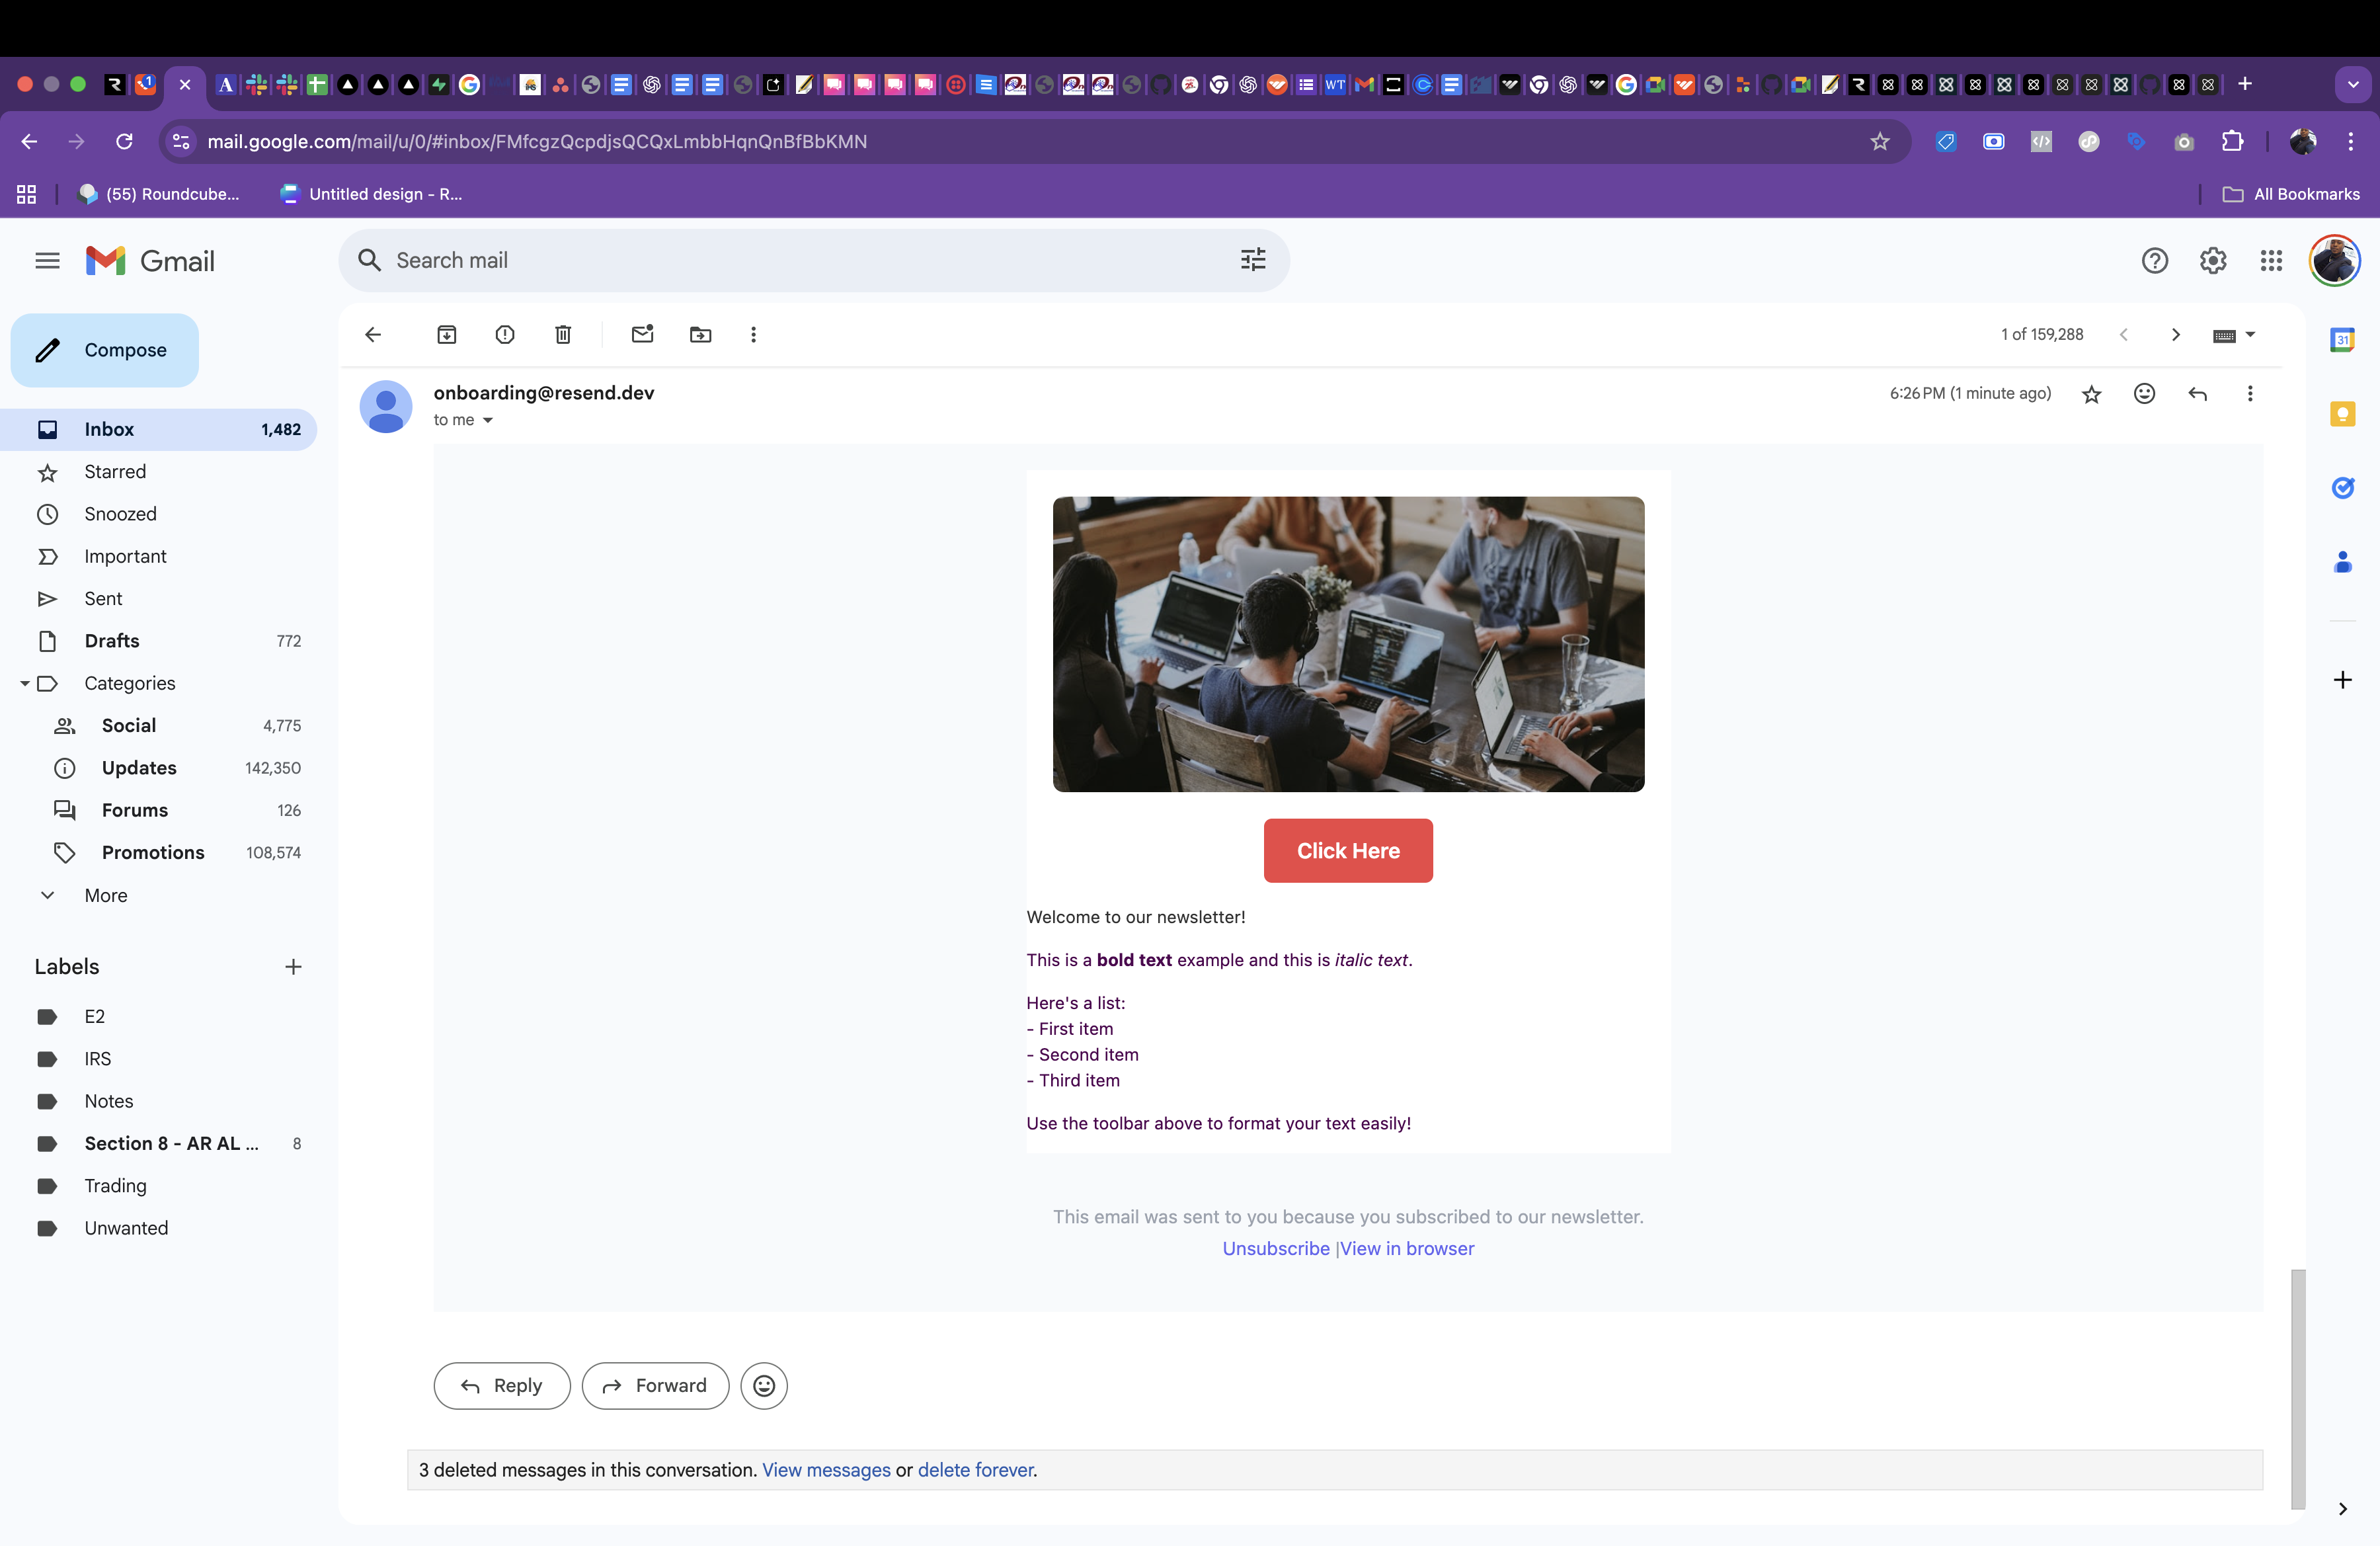 mail.google.com/mail/u/0/#inbox/FMfcgzQcpdjsQCQxLmbbHqnQnBfBbKMN
(55) Roundcube...
Untitled design - R...
All Bookmarks
Gmail
Search mail
Compose
1 of 159,288
Inbox 1,482
Starred
Snoozed
Important
Sent
Drafts 772
Categories
Social 4,775
Updates 142,350
Forums 126
Promotions 108,574
More
Labels
E2
IRS
Notes
Section 8 - AR AL ... 8
Trading
Unwanted
onboarding@resend.dev
to me
6:26 PM (1 minute ago)
Click Here
Welcome to our newsletter!
This is a bold text example and this is italic text.
Here's a list:
- First item
- Second item
- Third item
Use the toolbar above to format your text easily!
This email was sent to you because you subscribed to our newsletter.
Unsubscribe |View in browser
Reply
Forward
3 deleted messages in this conversation. View messages or delete forever.
31